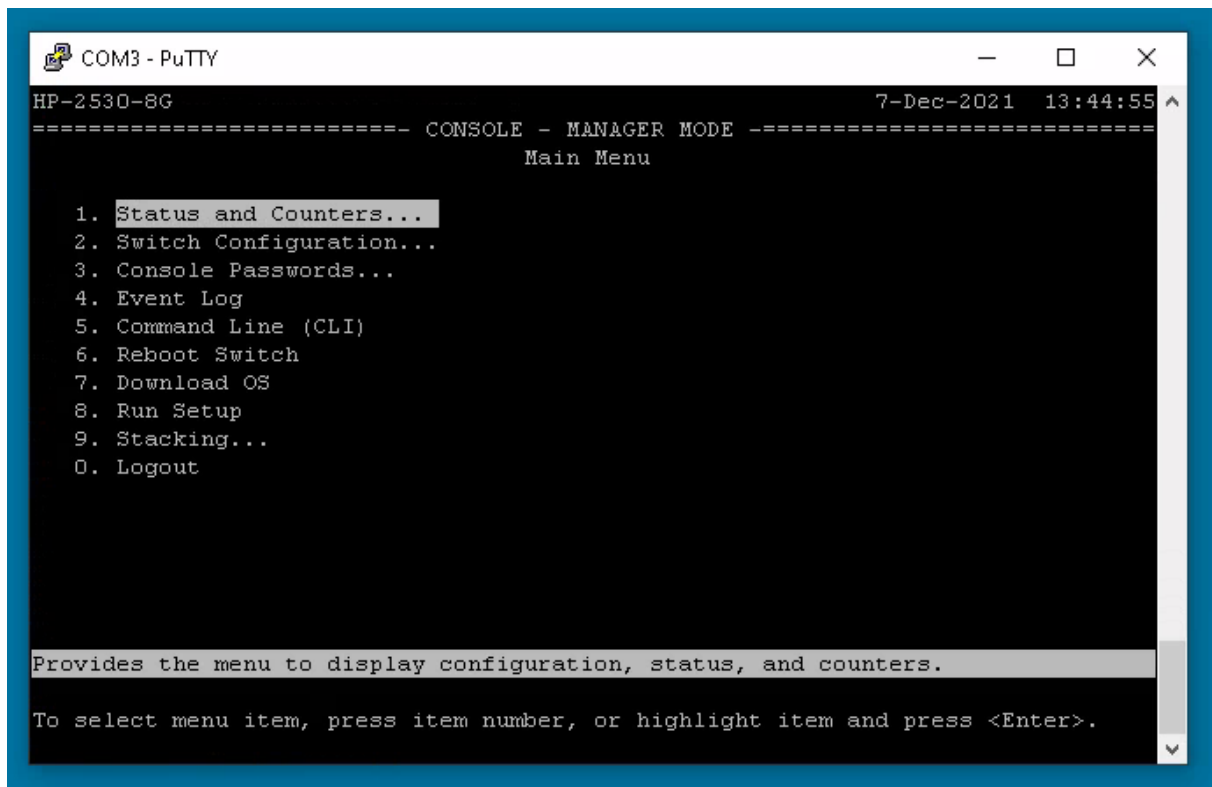 COM3 - PuTTY
HP-2530-8G 7-Dec-2021 13:44:55
==========================- CONSOLE - MANAGER MODE -============================
Main Menu
1. Status and Counters...
2. Switch Configuration...
3. Console Passwords...
4. Event Log
5. Command Line (CLI)
6. Reboot Switch
7. Download OS
8. Run Setup
9. Stacking...
0. Logout
Provides the menu to display configuration, status, and counters.
To select menu item, press item number, or highlight item and press <Enter>.